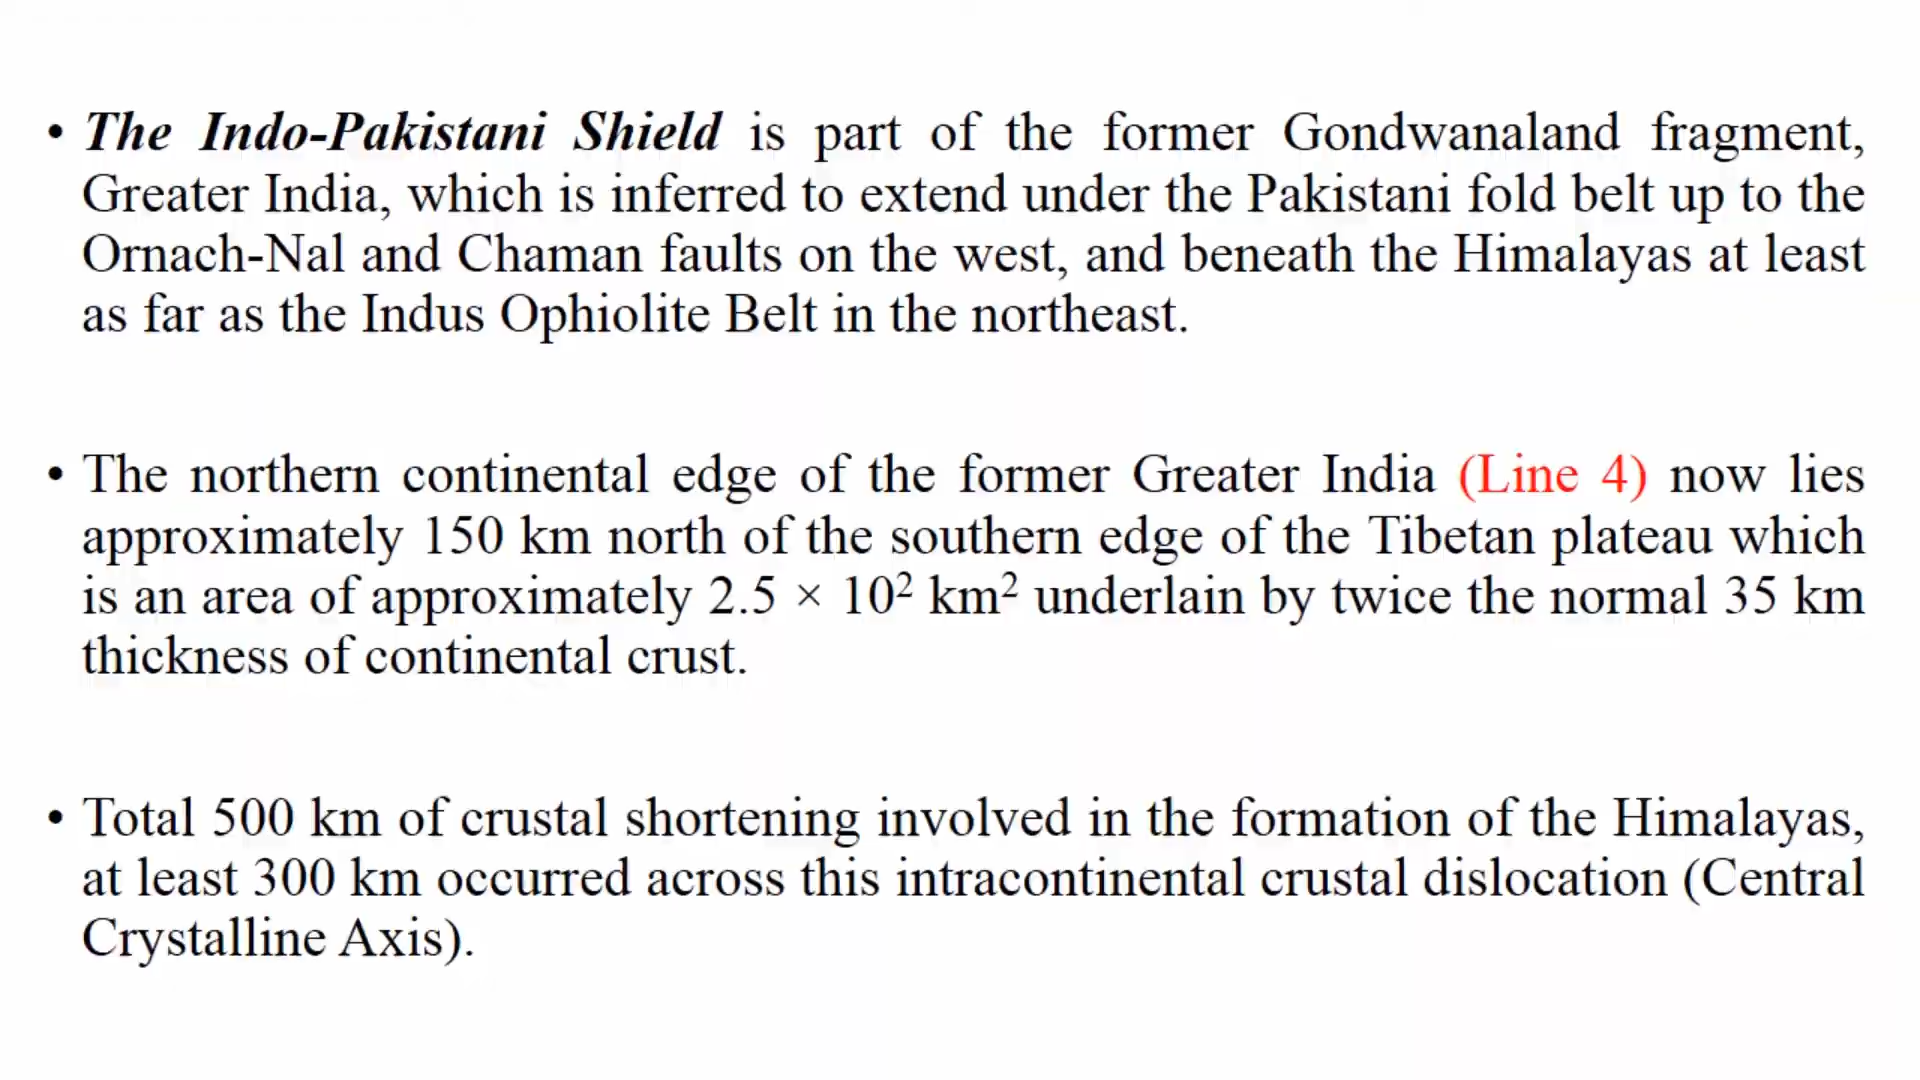 • The Indo-Pakistani Shield is part of the former Gondwanaland fragment,
Greater India, which is inferred to extend under the Pakistani fold belt up to the
Ornach-Nal and Chaman faults on the west, and beneath the Himalayas at least
as far as the Indus Ophiolite Belt in the northeast.
• The northern continental edge of the former Greater India (Line 4) now lies
approximately 150 km north of the southern edge of the Tibetan plateau which
is an area of approximately 2.5 × 10² km² underlain by twice the normal 35 km
thickness of continental crust.
• Total 500 km of crustal shortening involved in the formation of the Himalayas,
at least 300 km occurred across this intracontinental crustal dislocation (Central
Crystalline Axis).